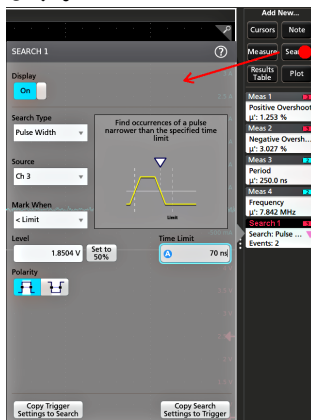 Add New...
Cursors
Note
Measure
Results
Table
Plot
SEARCH 1
Display
On
Search Type
Pulse Width
Source
Ch 3
Mark When
< Limit
Find occurrences of a pulse
narrower than the specified time
limit
Limit
Level
1.8504 V
Set to
50%
Time Limit
A
70 ns
Polarity
Copy Trigger
Settings to Search
Copy Search
Settings to Trigger
Meas 1
Positive Overshoot
µ': 1.253 %
Meas 2
Negative Oversh...
µ': 3.027 %
Meas 3
Period
µ': 250.0 ns
Meas 4
Frequency
µ': 7.842 MHz
Search 1
Search: Pulse ...
Events: 2